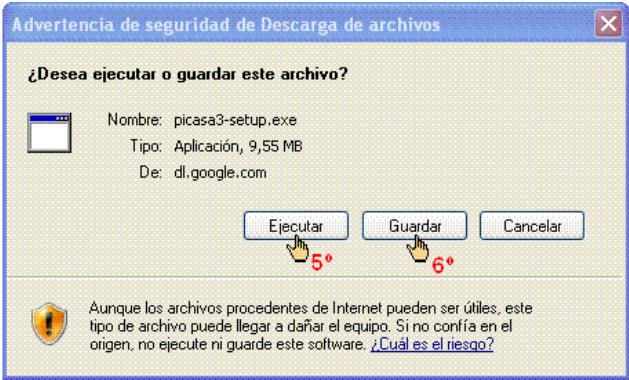 Advertencia de seguridad de Descarga de archivos
¿Desea ejecutar o guardar este archivo?
Nombre: picasa3-setup.exe
Tipo: Aplicación, 9,55 MB
De: dl.google.com
Ejecutar Guardar Cancelar
5º 6º
Aunque los archivos procedentes de Internet pueden ser útiles, este
tipo de archivo puede llegar a dañar el equipo. Si no confía en el
origen, no ejecute ni guarde este software. ¿Cuál es el riesgo?